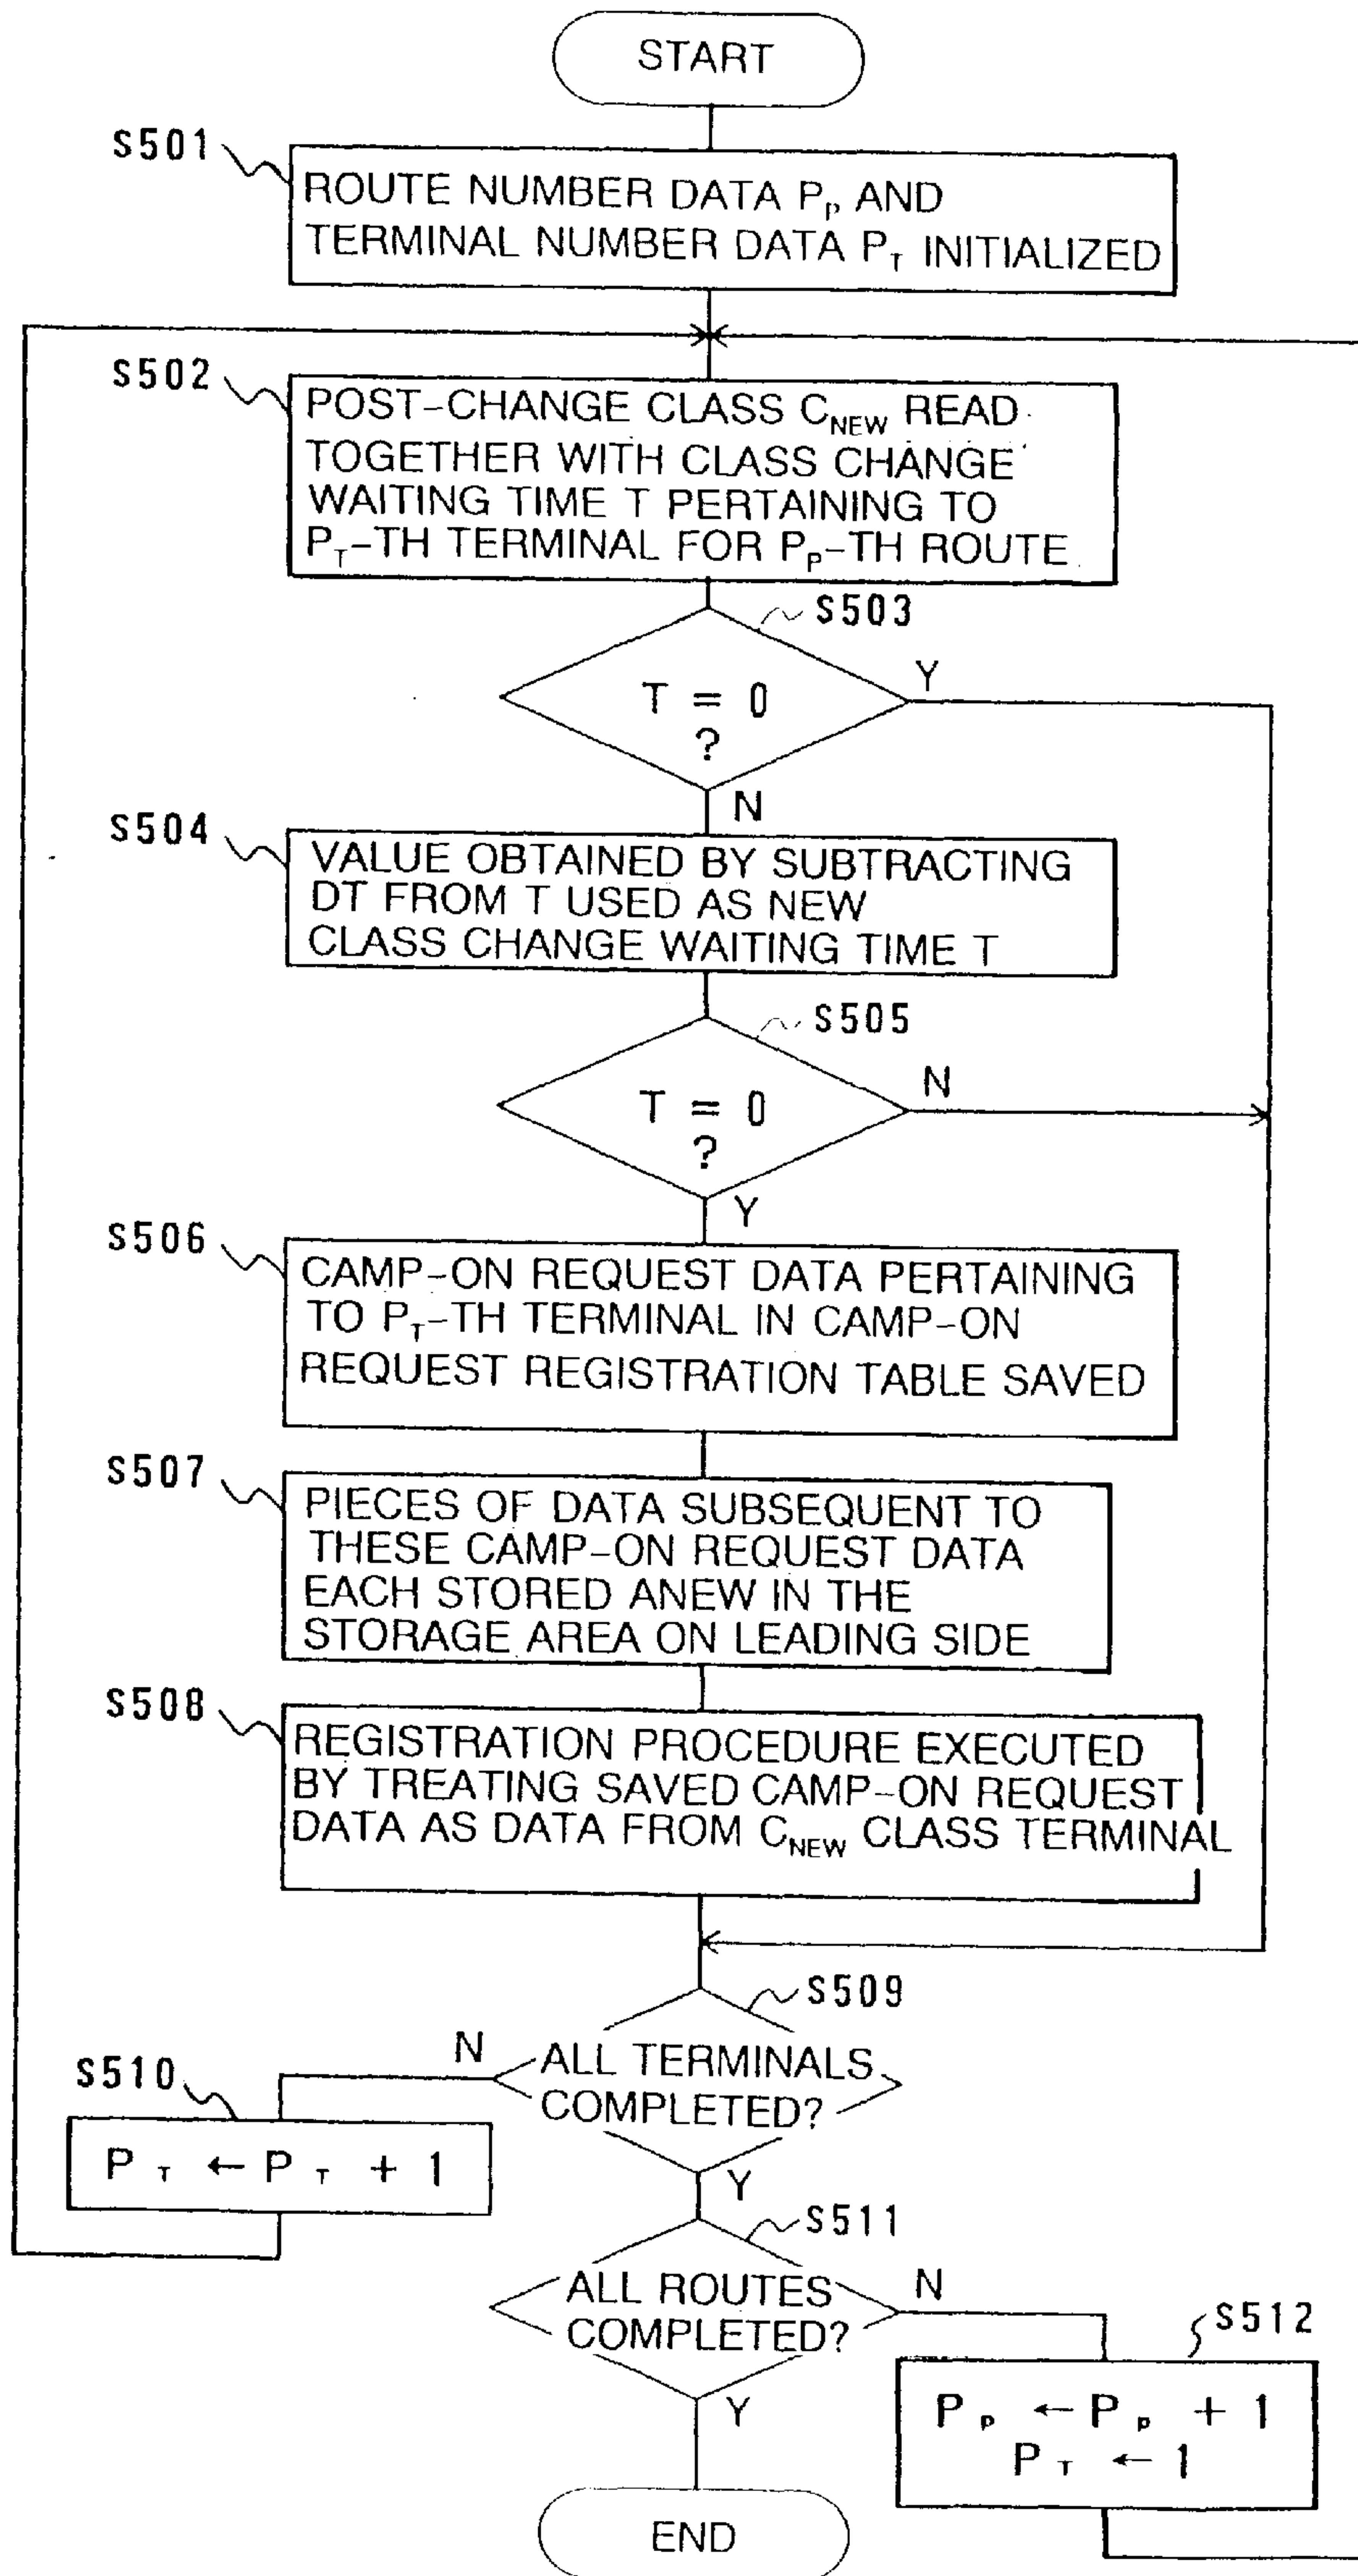 START
S501
ROUTE NUMBER DATA Pp AND
TERMINAL NUMBER DATA PT INITIALIZED
S502
POST-CHANGE CLASS CNEW READ
TOGETHER WITH CLASS CHANGE
WAITING TIME T PERTAINING TO
PT-TH TERMINAL FOR PP-TH ROUTE
S503
T = 0
?
Y
N
S504
VALUE OBTAINED BY SUBTRACTING
DT FROM T USED AS NEW
CLASS CHANGE WAITING TIME T
S505
T = 0
?
N
Y
S506
CAMP-ON REQUEST DATA PERTAINING
TO PT-TH TERMINAL IN CAMP-ON
REQUEST REGISTRATION TABLE SAVED
S507
PIECES OF DATA SUBSEQUENT TO
THESE CAMP-ON REQUEST DATA
EACH STORED ANEW IN THE
STORAGE AREA ON LEADING SIDE
S508
REGISTRATION PROCEDURE EXECUTED
BY TREATING SAVED CAMP-ON REQUEST
DATA AS DATA FROM CNEW CLASS TERMINAL
S509
ALL TERMINALS
COMPLETED?
N
Y
S510
PT ← PT + 1
S511
ALL ROUTES
COMPLETED?
N
Y
S512
Pp ← Pp + 1
PT ← 1
END